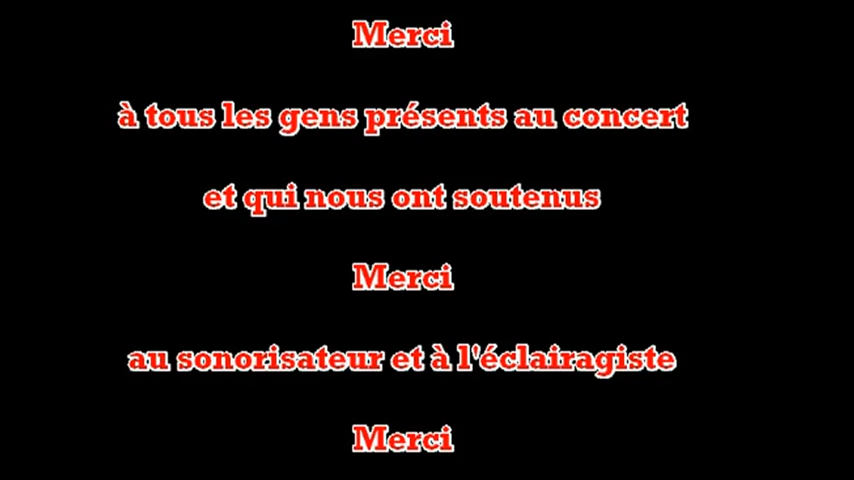 Merci
à tous les gens présents au concert
et qui nous ont soutenus
Merci
au sonorisateur et à l'éclairagiste
Merci